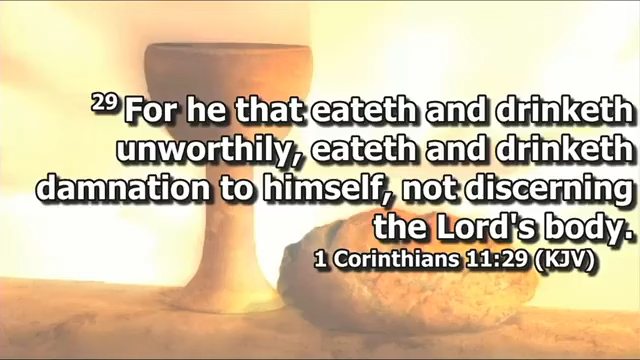 29 For he that eateth and drinketh
unworthily, eateth and drinketh
damnation to himself, not discerning
the Lord's body.
1 Corinthians 11:29 (KJV)